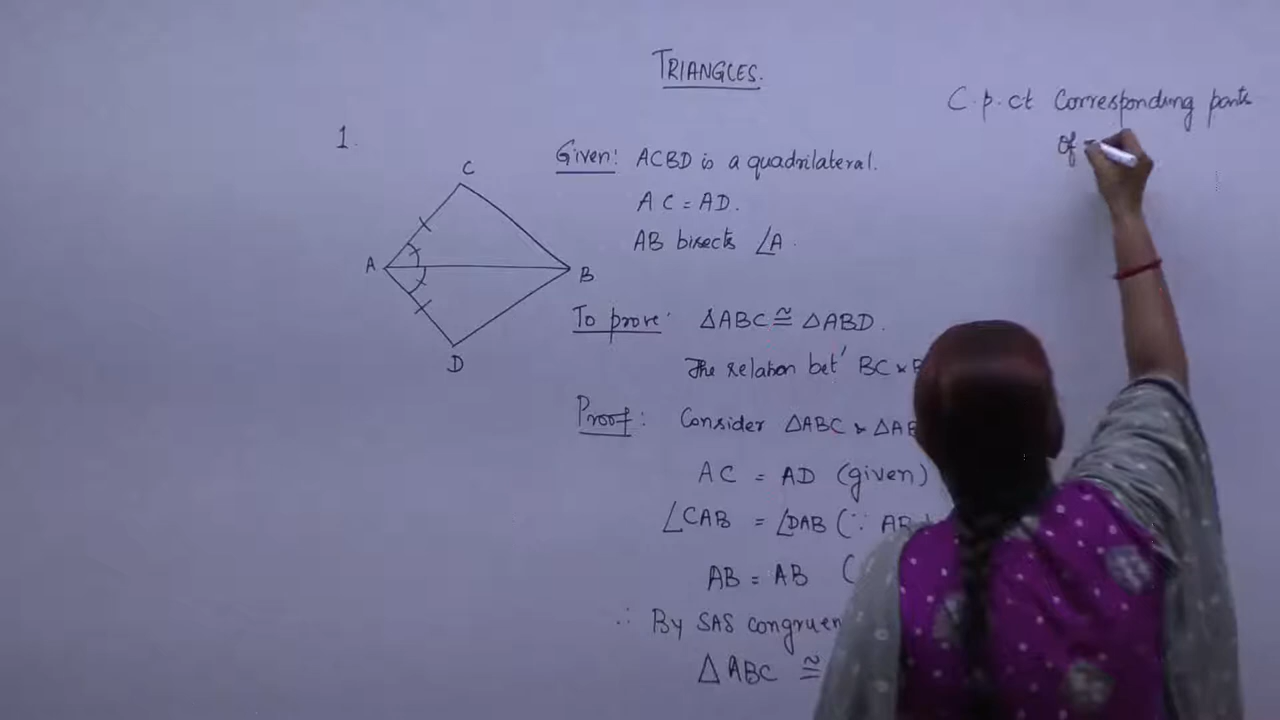 TRIANGLES.
C.p.ct Corresponding parts
of
1.
Given: ACBD is a quadrilateral.
AC = AD.
AB bisects ∠A.
C
A
B
D
To prove: ΔABC ≅ ΔABD.
The relation bet' BC &
Proof: Consider ΔABC & ΔAB
AC = AD (given)
∠CAB = ∠DAB (∵ AB
AB = AB (
∴ By SAS congruen
ΔABC ≅